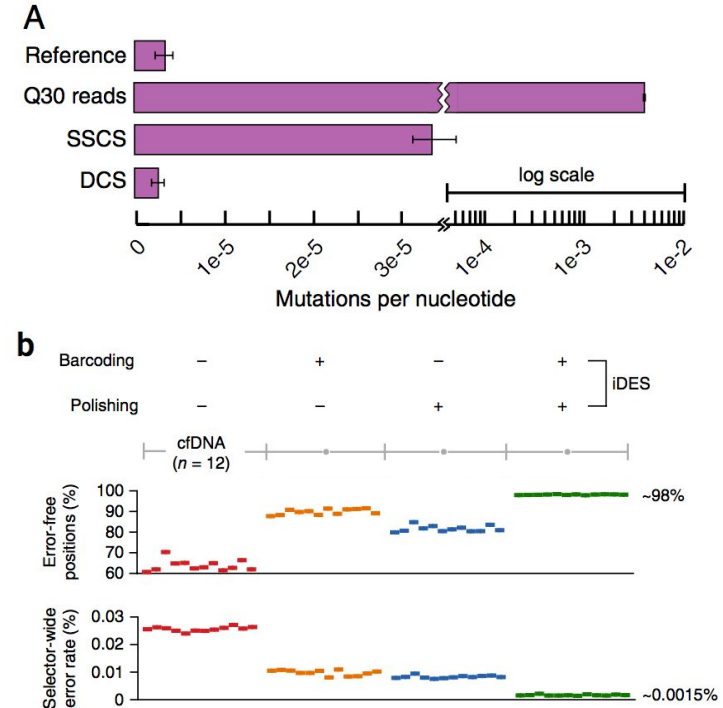 A
Reference
Q30 reads
SSCS
DCS
log scale
0 1e-5 2e-5 3e-5 1e-4 1e-3 1e-2
Mutations per nucleotide
b
Barcoding – + – +
iDES
Polishing – – + +
cfDNA
(n = 12)
Error-free
positions (%)
100
90
80
70
60
~98%
Selector-wide
error rate (%)
0.03
0.02
0.01
0
~0.0015%